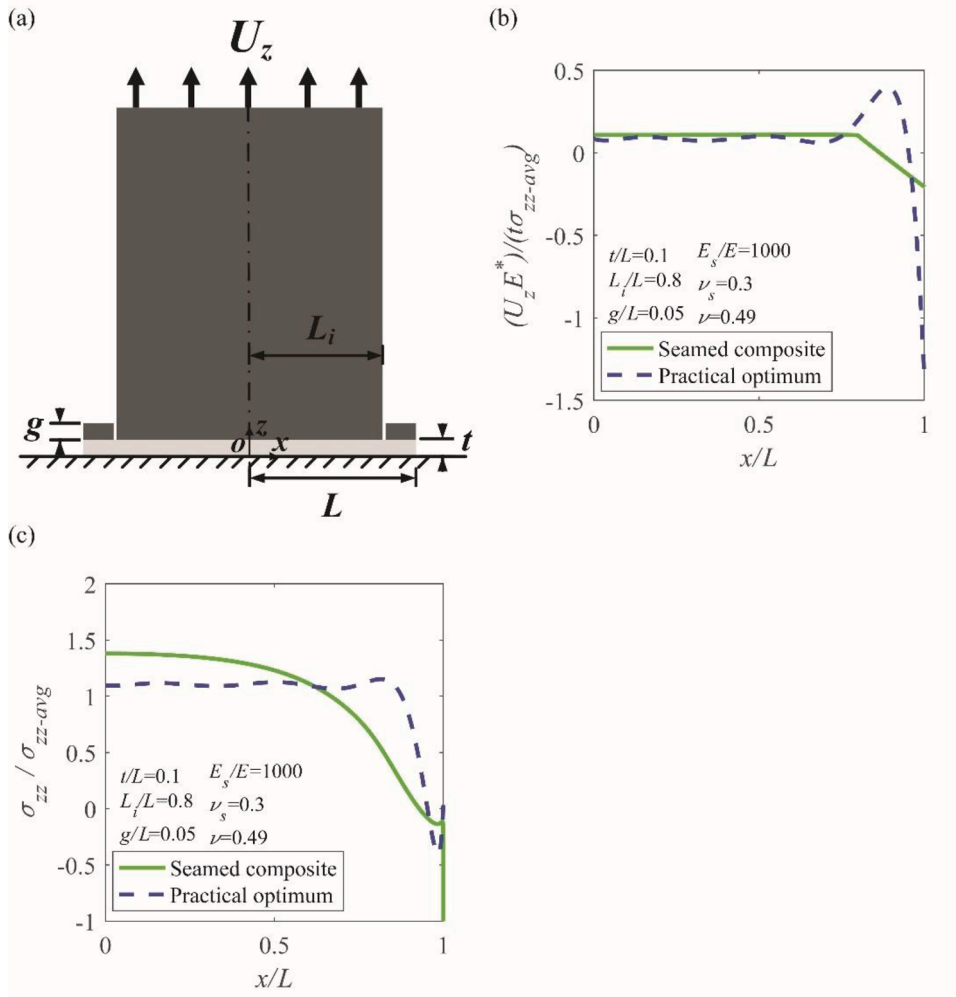 (a)
U_z
L_i
g
z
o
x
t
L
(b)
0.5
0
-0.5
-1
-1.5
(U_z E^*)/(tσ_zz-avg)
t/L=0.1 E_s/E=1000
L_i/L=0.8 ν_s=0.3
g/L=0.05 ν=0.49
Seamed composite
Practical optimum
0 0.5 1
x/L
(c)
2
1.5
1
0.5
0
-0.5
-1
σ_zz / σ_zz-avg
t/L=0.1 E_s/E=1000
L_i/L=0.8 ν_s=0.3
g/L=0.05 ν=0.49
Seamed composite
Practical optimum
0 0.5 1
x/L